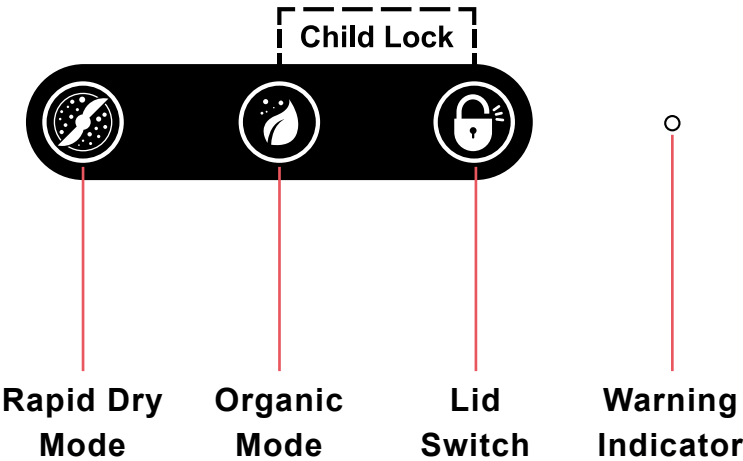 Child Lock
Rapid Dry Mode
Organic Mode
Lid Switch
Warning Indicator